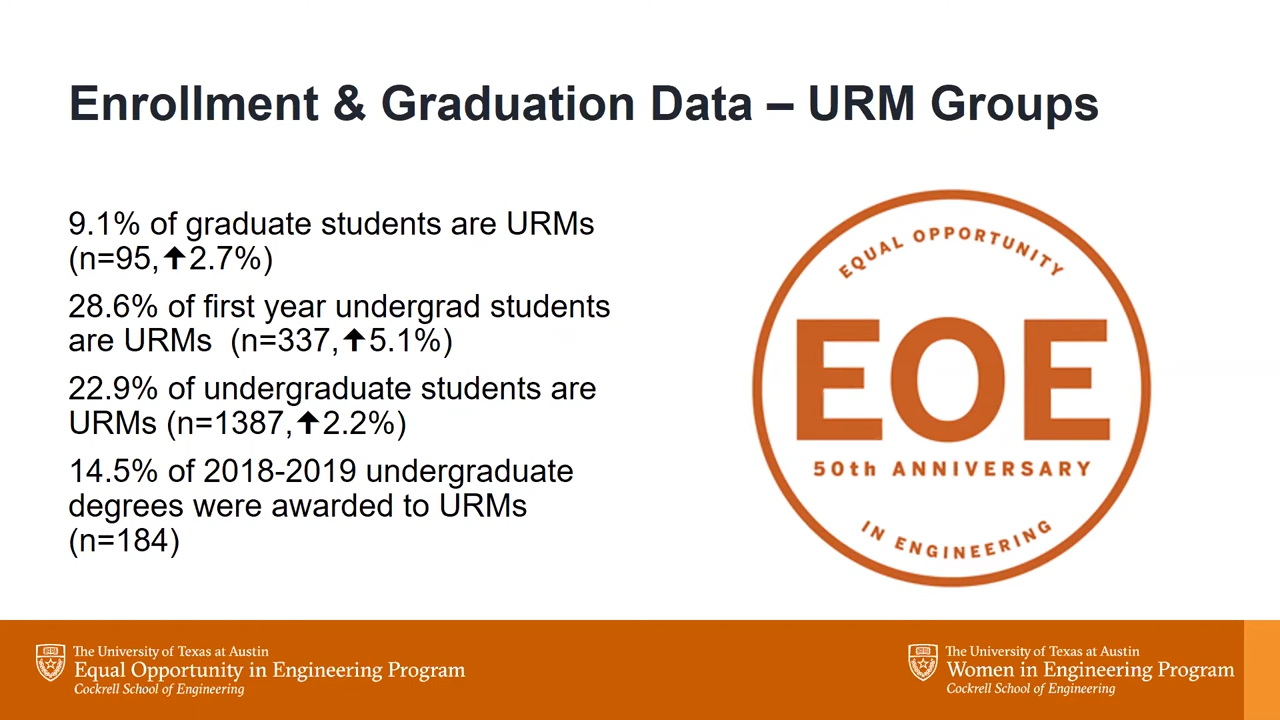 Enrollment & Graduation Data – URM Groups
9.1% of graduate students are URMs
(n=95,🠅2.7%)
28.6% of first year undergrad students
are URMs  (n=337,🠅5.1%)
22.9% of undergraduate students are
URMs (n=1387,🠅2.2%)
14.5% of 2018-2019 undergraduate
degrees were awarded to URMs
(n=184)
EQUAL OPPORTUNITY
EOE
50th ANNIVERSARY
IN ENGINEERING
The University of Texas at Austin
Equal Opportunity in Engineering Program
Cockrell School of Engineering
The University of Texas at Austin
Women in Engineering Program
Cockrell School of Engineering